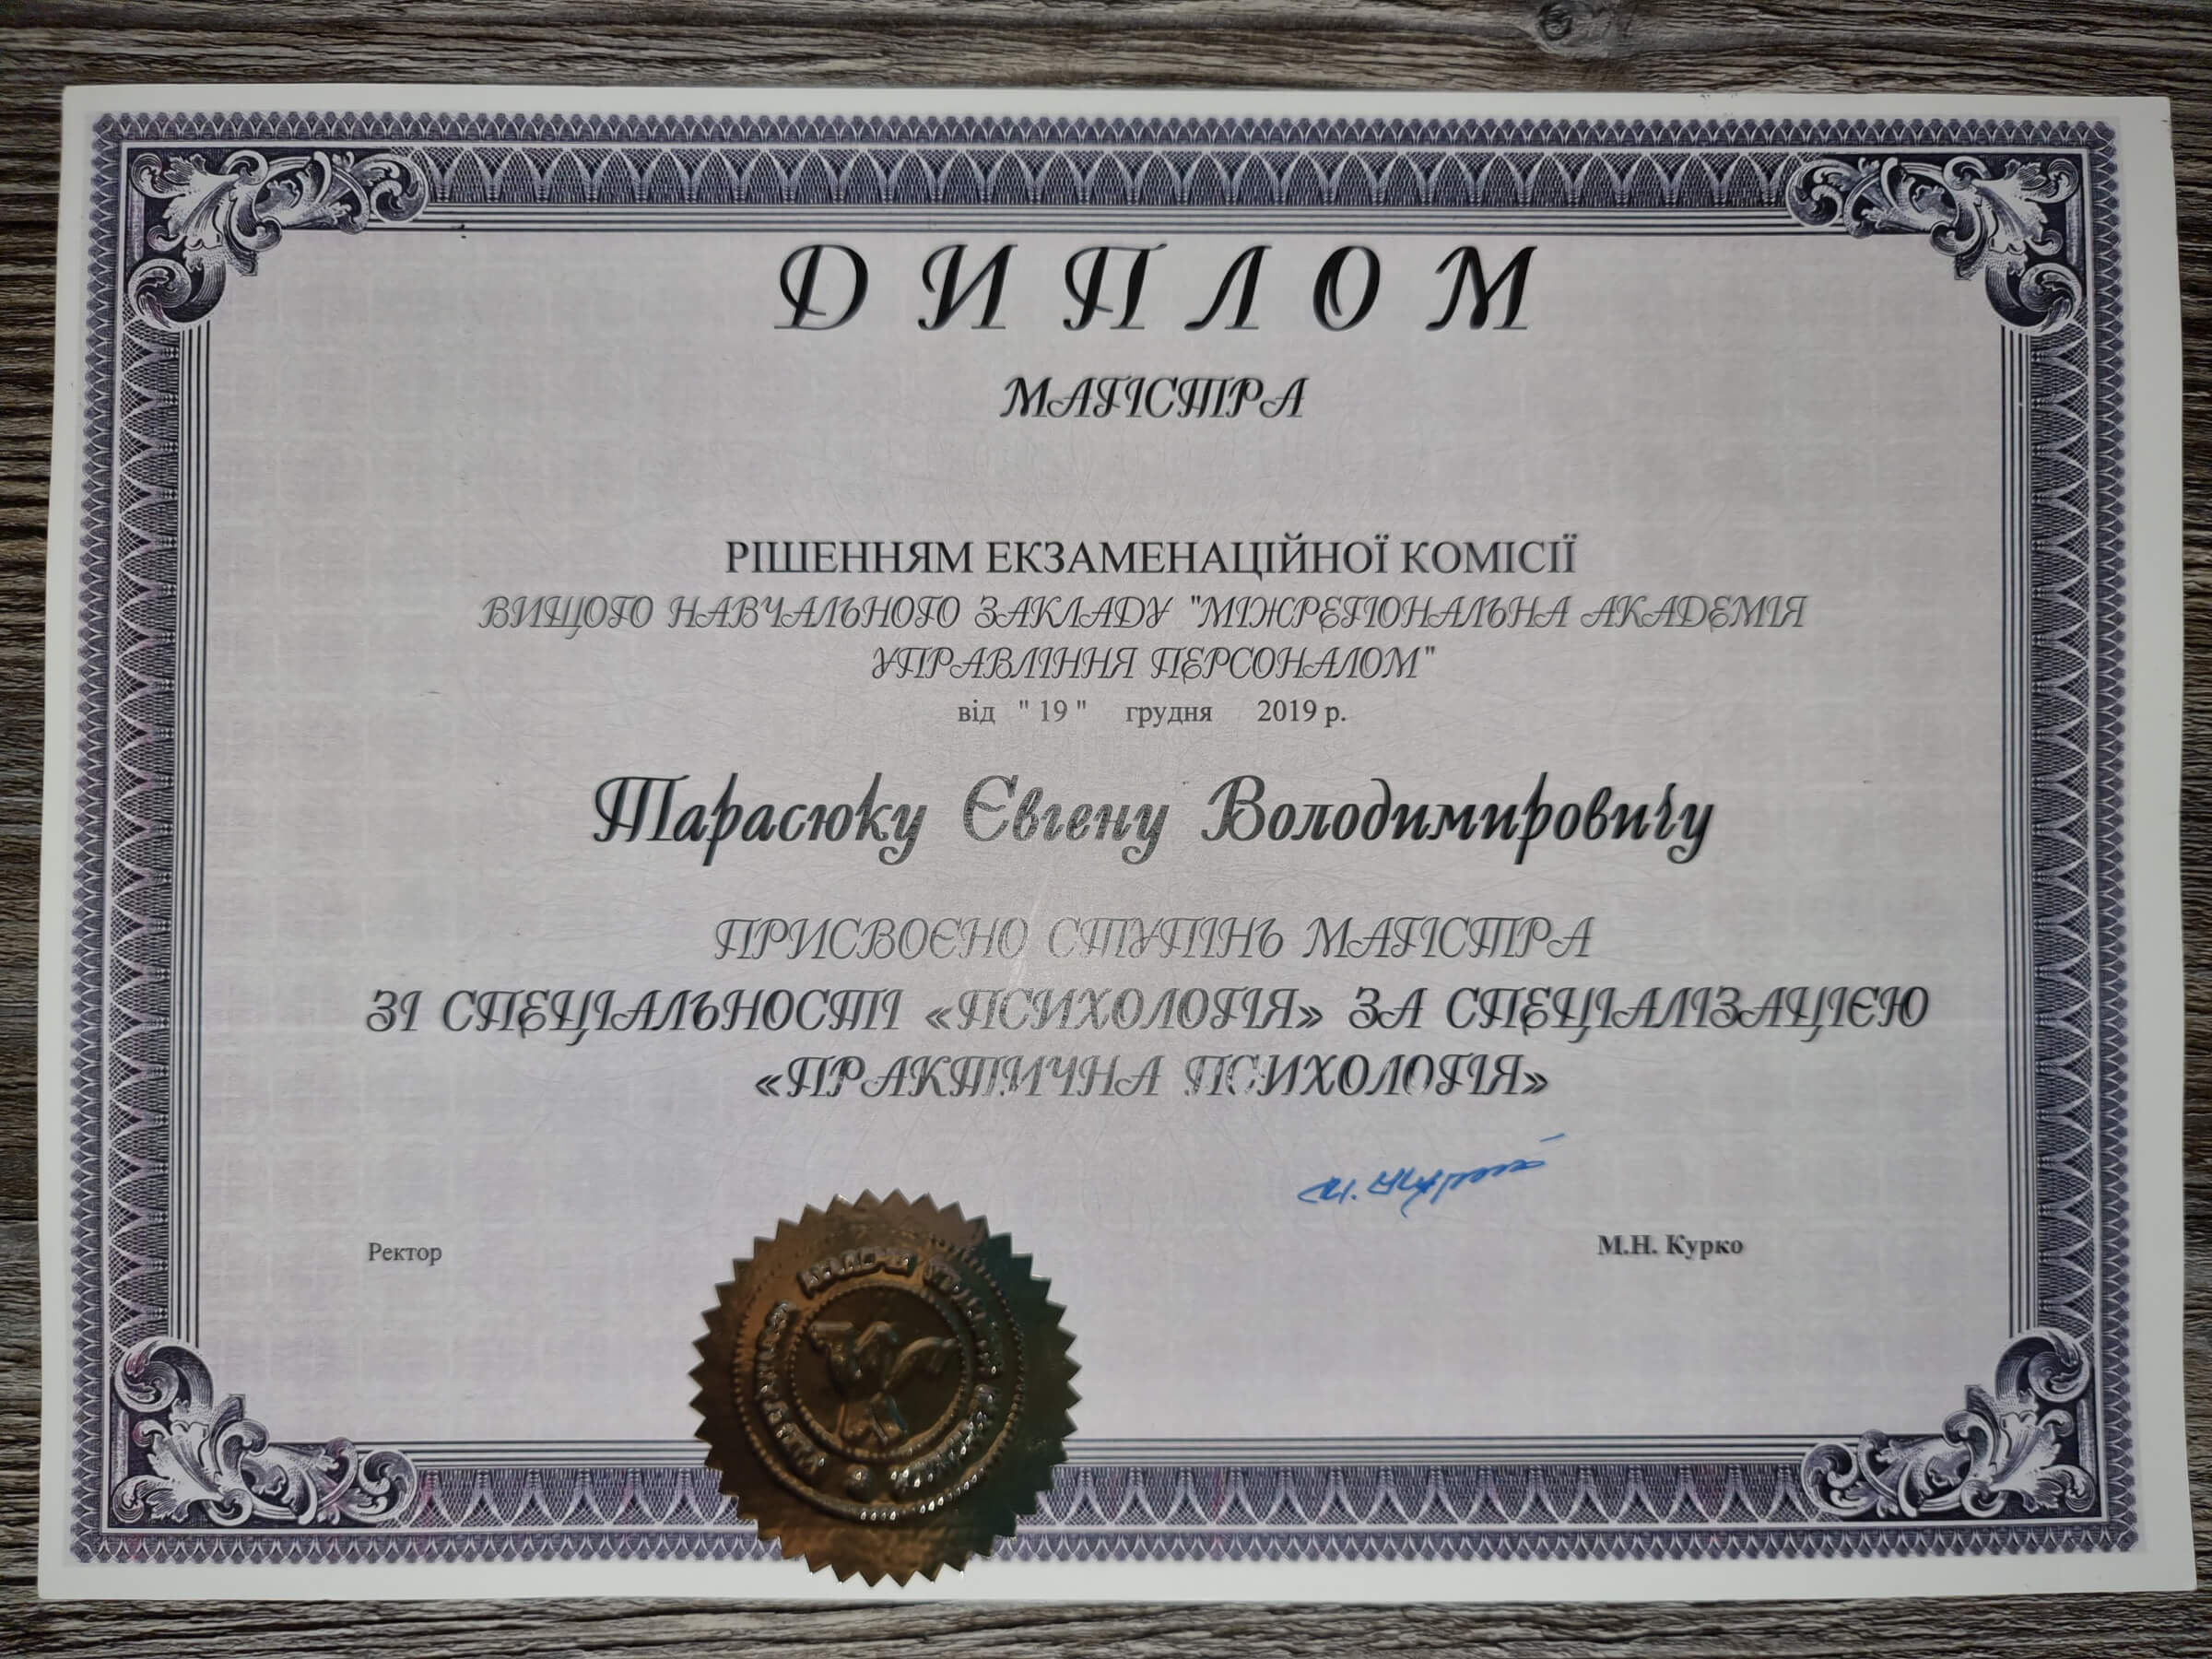 ДИПЛОМ
МАГІСТРА
РІШЕННЯМ ЕКЗАМЕНАЦІЙНОЇ КОМІСІЇ
ВИЩОГО НАВЧАЛЬНОГО ЗАКЛАДУ "МІЖРЕГІОНАЛЬНА АКАДЕМІЯ
УПРАВЛІННЯ ПЕРСОНАЛОМ"
від " 19 " грудня 2019 р.
Тарасюку Євгену Володимировичу
ПРИСВОЄНО СТУПІНЬ МАГІСТРА
ЗІ СПЕЦІАЛЬНОСТІ «ПСИХОЛОГІЯ» ЗА СПЕЦІАЛІЗАЦІЄЮ
«ПРАКТИЧНА ПСИХОЛОГІЯ»
Ректор
М.Н. Курко